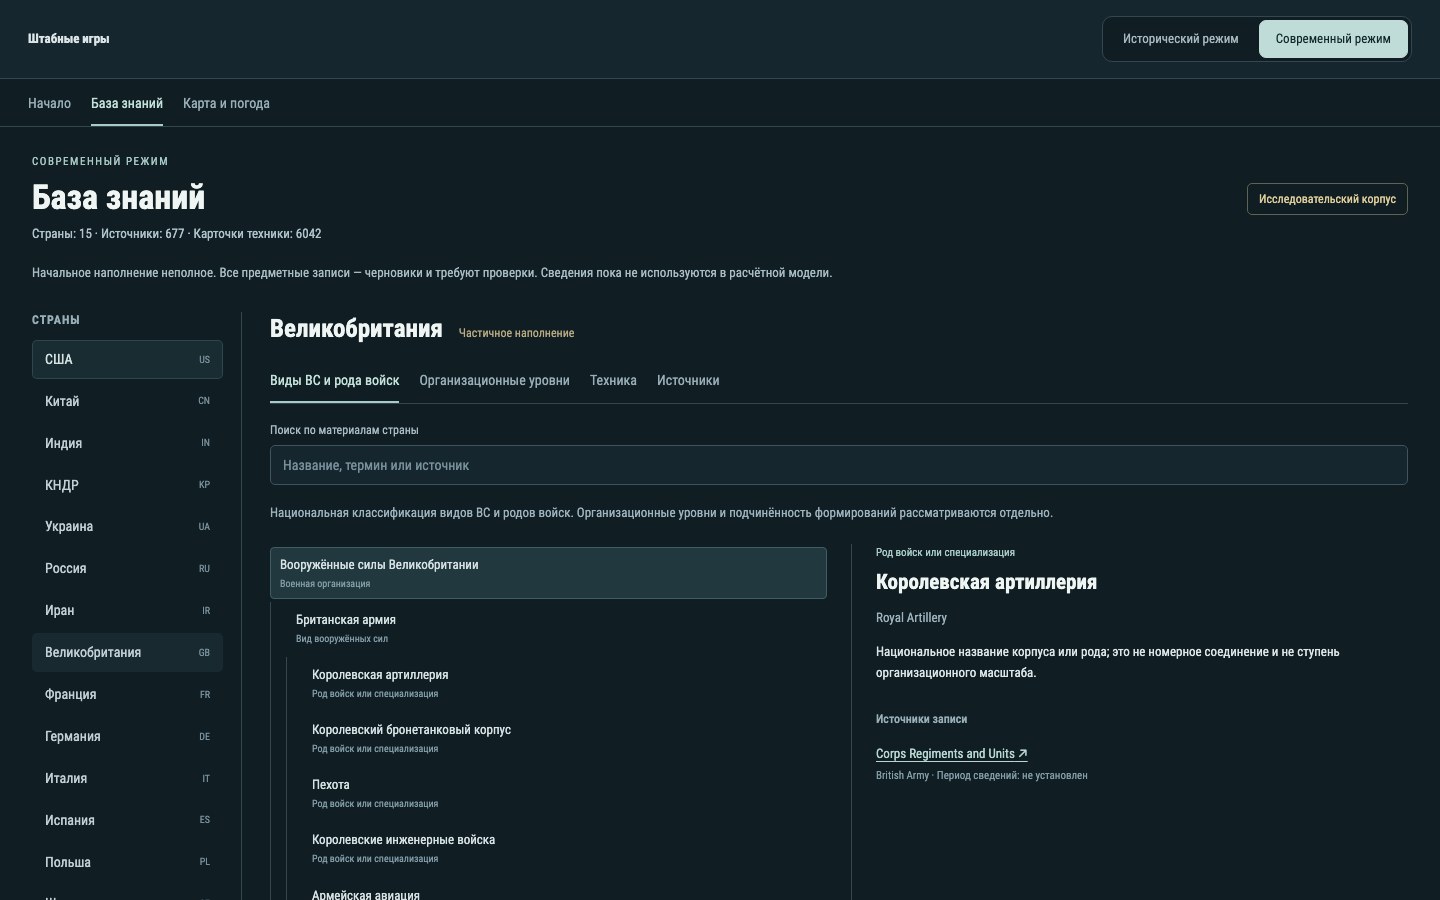 Штабные игры
Исторический режим
Современный режим
Начало
База знаний
Карта и погода
СОВРЕМЕННЫЙ РЕЖИМ
База знаний
Исследовательский корпус
Страны: 15 · Источники: 677 · Карточки техники: 6042
Начальное наполнение неполное. Все предметные записи — черновики и требуют проверки. Сведения пока не используются в расчётной модели.
СТРАНЫ
США US
Китай CN
Индия IN
КНДР KP
Украина UA
Россия RU
Иран IR
Великобритания GB
Франция FR
Германия DE
Италия IT
Испания ES
Польша PL
Великобритания
Частичное наполнение
Виды ВС и рода войск
Организационные уровни
Техника
Источники
Поиск по материалам страны
Название, термин или источник
Национальная классификация видов ВС и родов войск. Организационные уровни и подчинённость формирований рассматриваются отдельно.
Вооружённые силы Великобритании
Военная организация
Британская армия
Вид вооружённых сил
Королевская артиллерия
Род войск или специализация
Королевский бронетанковый корпус
Род войск или специализация
Пехота
Род войск или специализация
Королевские инженерные войска
Род войск или специализация
Армейская авиация
Род войск или специализация
Королевская артиллерия
Royal Artillery
Национальное название корпуса или рода; это не номерное соединение и не ступень
организационного масштаба.
Источники записи
Corps Regiments and Units ↗
British Army · Период сведений: не установлен